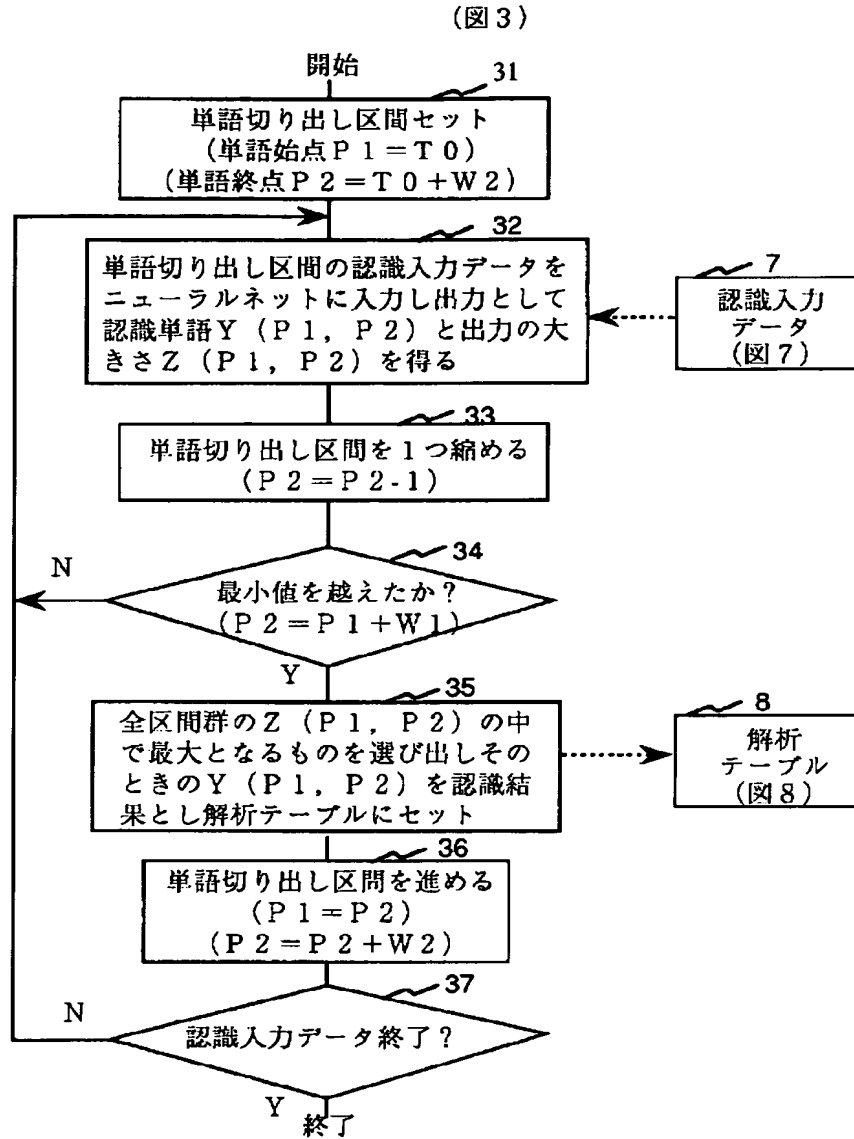 (図3)
開始
31
単語切り出し区間セット
(単語始点P1=T0)
(単語終点P2=T0+W2)
32
単語切り出し区間の認識入力データを
ニューラルネットに入力し出力として
認識単語Y (P1, P2) と出力の大
きさZ (P1, P2) を得る
7
認識入力
データ
(図7)
33
単語切り出し区間を1つ縮める
(P2=P2-1)
34
N
最小値を越えたか?
(P2=P1+W1)
Y
35
全区間群のZ (P1, P2) の中
で最大となるものを選び出しその
ときのY (P1, P2) を認識結
果とし解析テーブルにセット
8
解析
テーブル
(図8)
36
単語切り出し区間を進める
(P1=P2)
(P2=P2+W2)
37
N
認識入力データ終了?
Y
終了